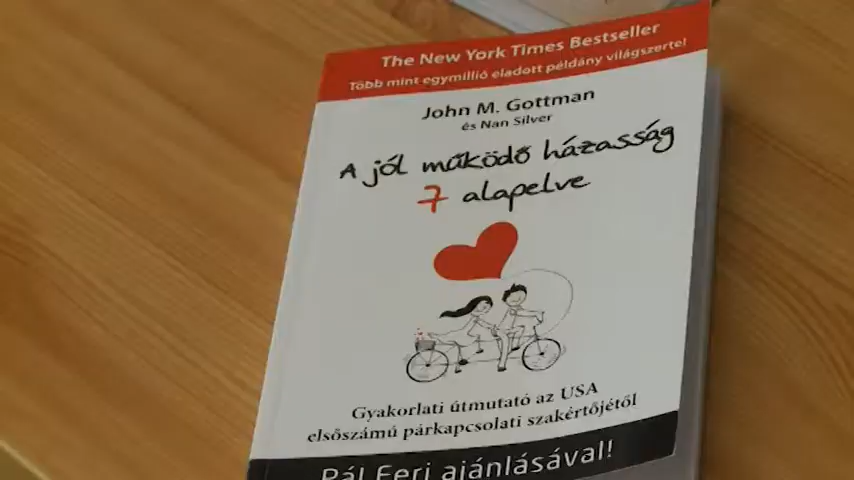 The New York Times Bestseller
Több mint egymillió eladott példány világszerte!
John M. Gottman
és Nan Silver
A jól működő házasság
7 alapelve
Gyakorlati útmutató az USA
elsőszámú párkapcsolati szakértőjétől
Pál Feri ajánlásával!